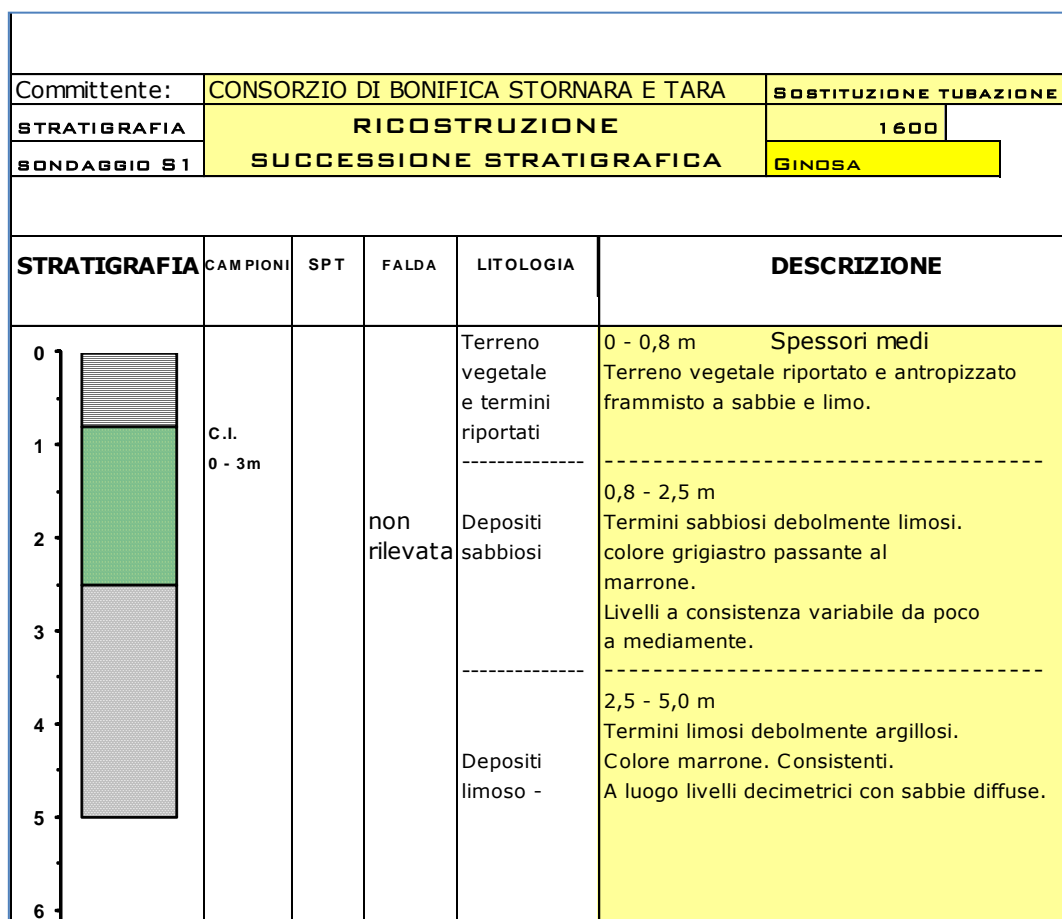 Committente: CONSORZIO DI BONIFICA STORNARA E TARA SOSTITUZIONE TUBAZIONE
STRATIGRAFIA RICOSTRUZIONE 1600
SONDAGGIO S1 SUCCESSIONE STRATIGRAFICA GINOSA
STRATIGRAFIA CAMPIONI SPT FALDA LITOLOGIA DESCRIZIONE
0
1
2
3
4
5
6
C.I.
0 - 3m
non
rilevata
Terreno
vegetale
e termini
riportati
--------------
Depositi
sabbiosi
--------------
Depositi
limoso -
0 - 0,8 m Spessori medi
Terreno vegetale riportato e antropizzato
frammisto a sabbie e limo.
-------------------------------------
0,8 - 2,5 m
Termini sabbiosi debolmente limosi.
colore grigiastro passante al
marrone.
Livelli a consistenza variabile da poco
a mediamente.
-------------------------------------
2,5 - 5,0 m
Termini limosi debolmente argillosi.
Colore marrone. Consistenti.
A luogo livelli decimetrici con sabbie diffuse.